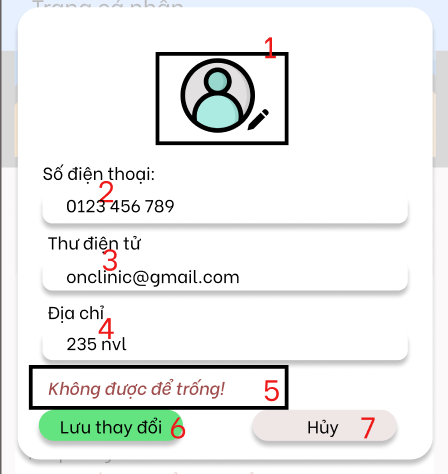 Trang cá nhân
1
Số điện thoại:
2
0123 456 789
Thư điện tử
3
onclinic@gmail.com
Địa chỉ
4
235 nvl
Không được để trống! 5
Lưu thay đổi 6 Hủy 7